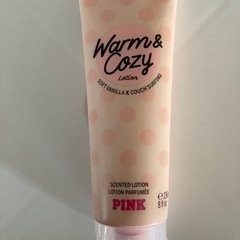 Warm &
Cozy
Lotion
SOFT VANILLA X COUCH SURFING
SCENTED LOTION
LOTION PARFUMÉE
PINK